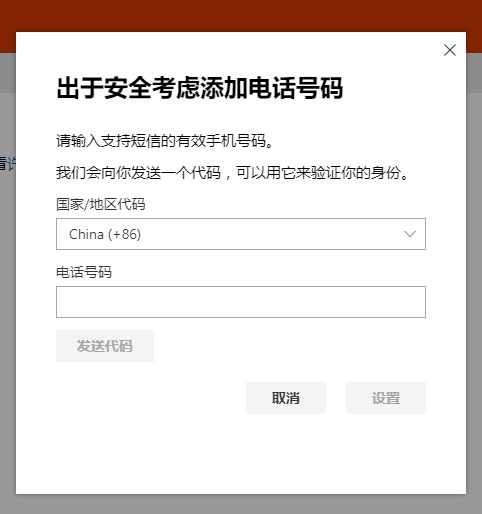 出于安全考虑添加电话号码
请输入支持短信的有效手机号码。
我们会向你发送一个代码，可以用它来验证你的身份。
国家/地区代码
China (+86)
电话号码
发送代码
取消
设置